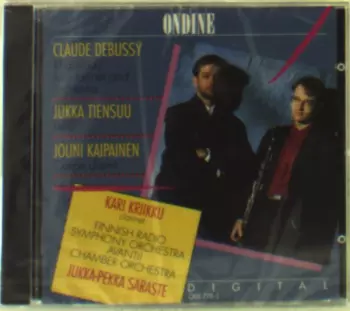 ONDINE
CLAUDE DEBUSSY
JUKKA TIENSUU
JOUNI KAIPAINEN
KARI KRIIKKU
clarinet
FINNISH RADIO
SYMPHONY ORCHESTRA
AVANTI!
CHAMBER ORCHESTRA
JUKKA-PEKKA SARASTE
DIGITAL